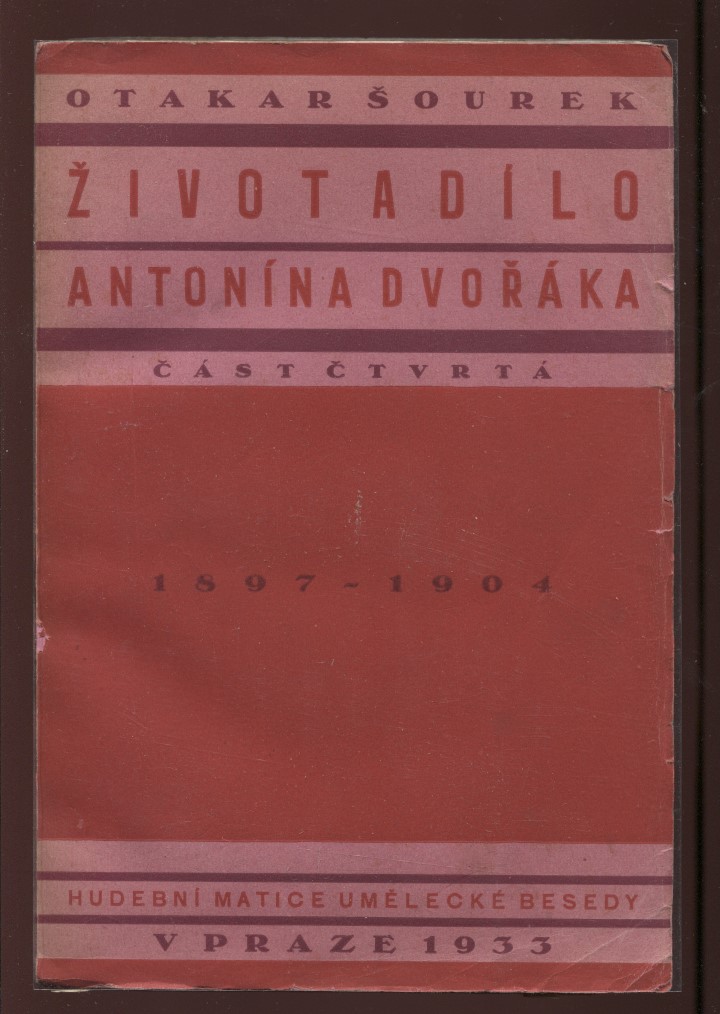 OTAKAR ŠOUREK
ŽIVOT A DÍLO
ANTONÍNA DVOŘÁKA
ČÁST ČTVRTÁ
1897-1904
HUDEBNÍ MATICE UMĚLECKÉ BESEDY
V PRAZE 1933